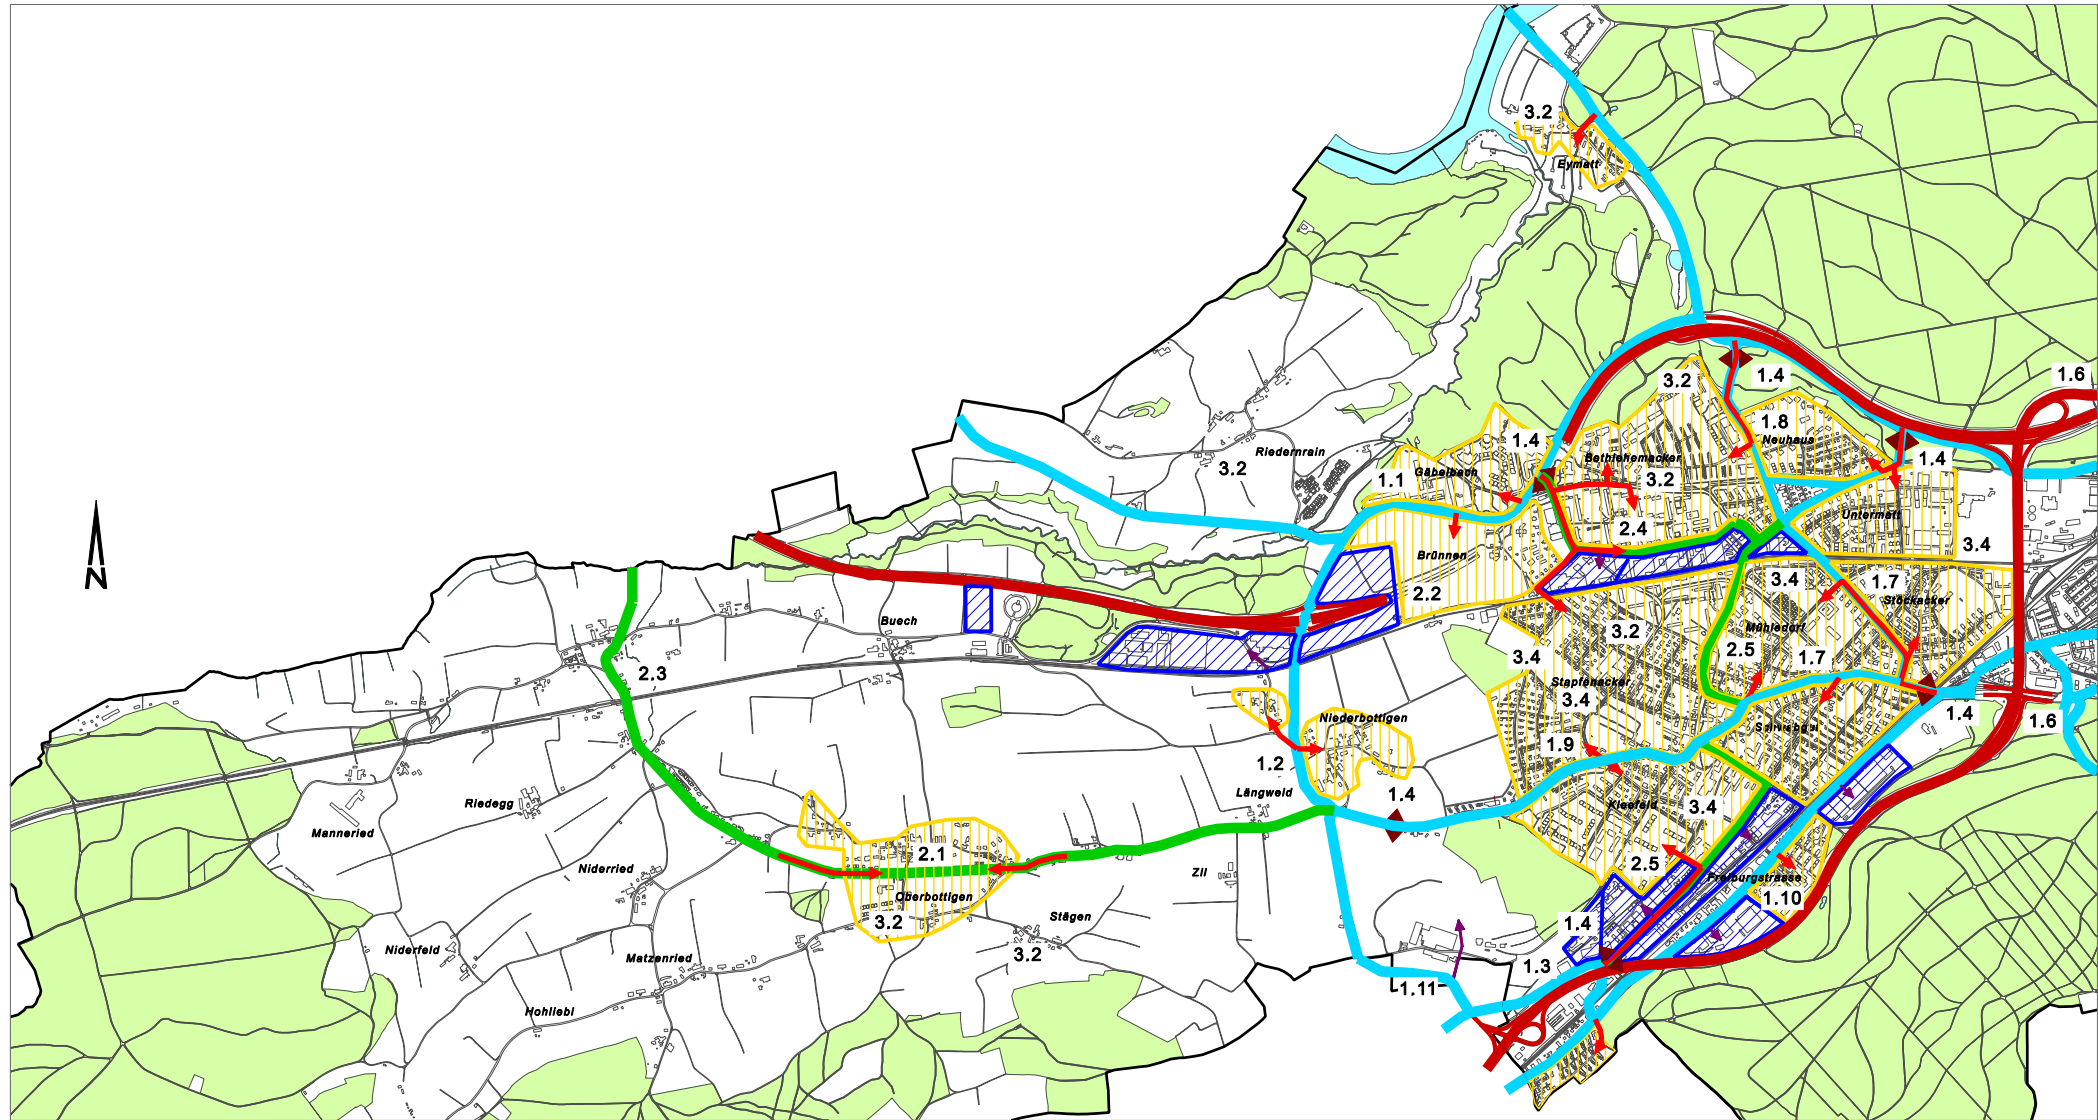 3.2
Eymatt
1.6
3.2
1.4
1.8
Neuhaus
1.4
Riedernrain
3.2
Gäbelbach
Bethlehemacker
1.4
1.1
3.2
Untermatt
2.4
3.4
Brünnen
2.2
3.4
1.7
Stöckacker
Buech
Mühledorf
3.2
2.5
1.7
3.4
2.3
Stapfenacker
3.4
Niederbottigen
1.4
1.6
1.9
1.2
Längweid
1.4
Riedegg
Kleefeld
3.4
Manneried
2.1
Niderried
Zil
2.5
Freiburgstrasse
Oberbottigen
1.10
3.2
Stägen
1.4
Niderfeld
Matzenried
3.2
1.3
1.11
Hohliebi
N